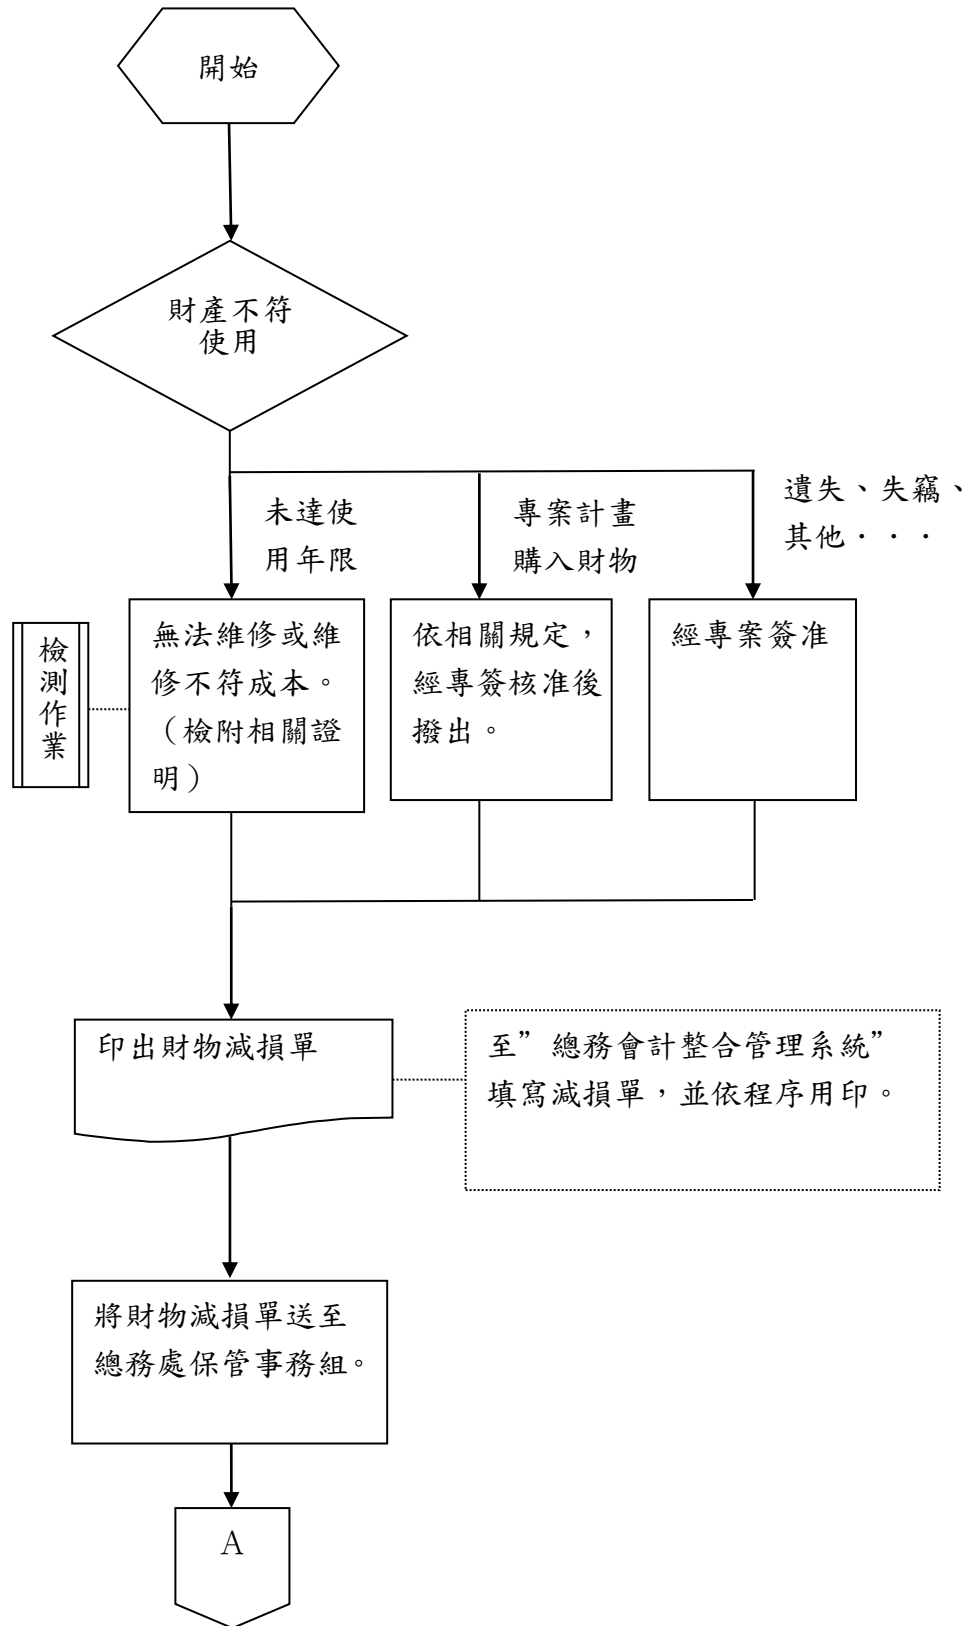 開始
財產不符
使用
未達使
用年限
專案計畫
購入財物
遺失、失竊、
其他．．．
檢測作業
無法維修或維
修不符成本。
（檢附相關證
明）
依相關規定，
經專簽核准後
撥出。
經專案簽准
印出財物減損單
至”總務會計整合管理系統”
填寫減損單，並依程序用印。
將財物減損單送至
總務處保管事務組。
A